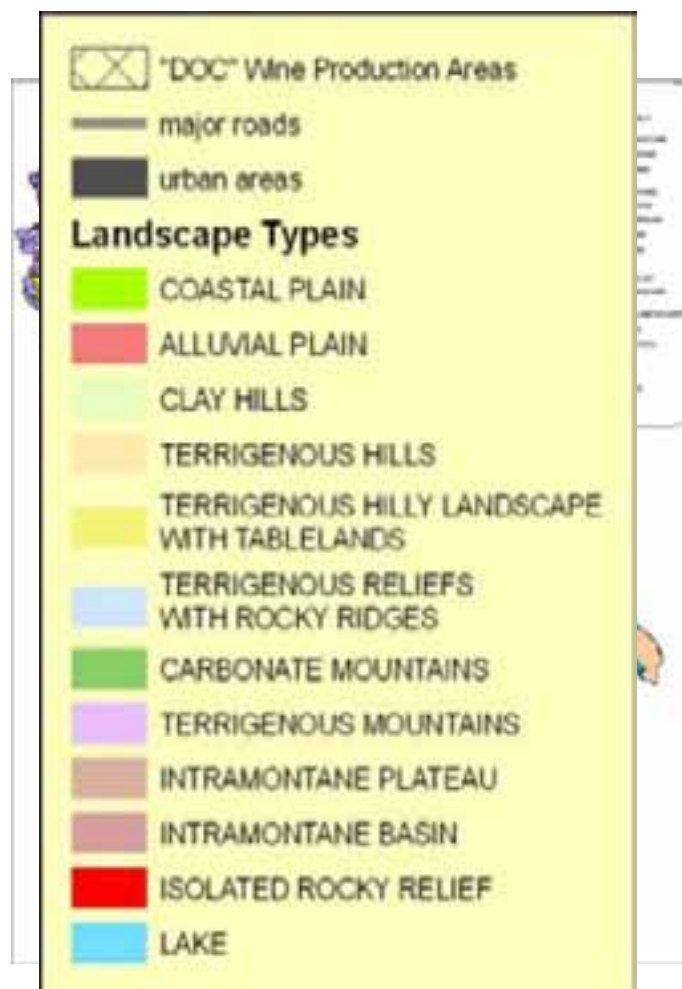 "DOC" Wine Production Areas
major roads
urban areas
Landscape Types
COASTAL PLAIN
ALLUVIAL PLAIN
CLAY HILLS
TERRIGENOUS HILLS
TERRIGENOUS HILLY LANDSCAPE
WITH TABLELANDS
TERRIGENOUS RELIEFS
WITH ROCKY RIDGES
CARBONATE MOUNTAINS
TERRIGENOUS MOUNTAINS
INTRAMONTANE PLATEAU
INTRAMONTANE BASIN
ISOLATED ROCKY RELIEF
LAKE